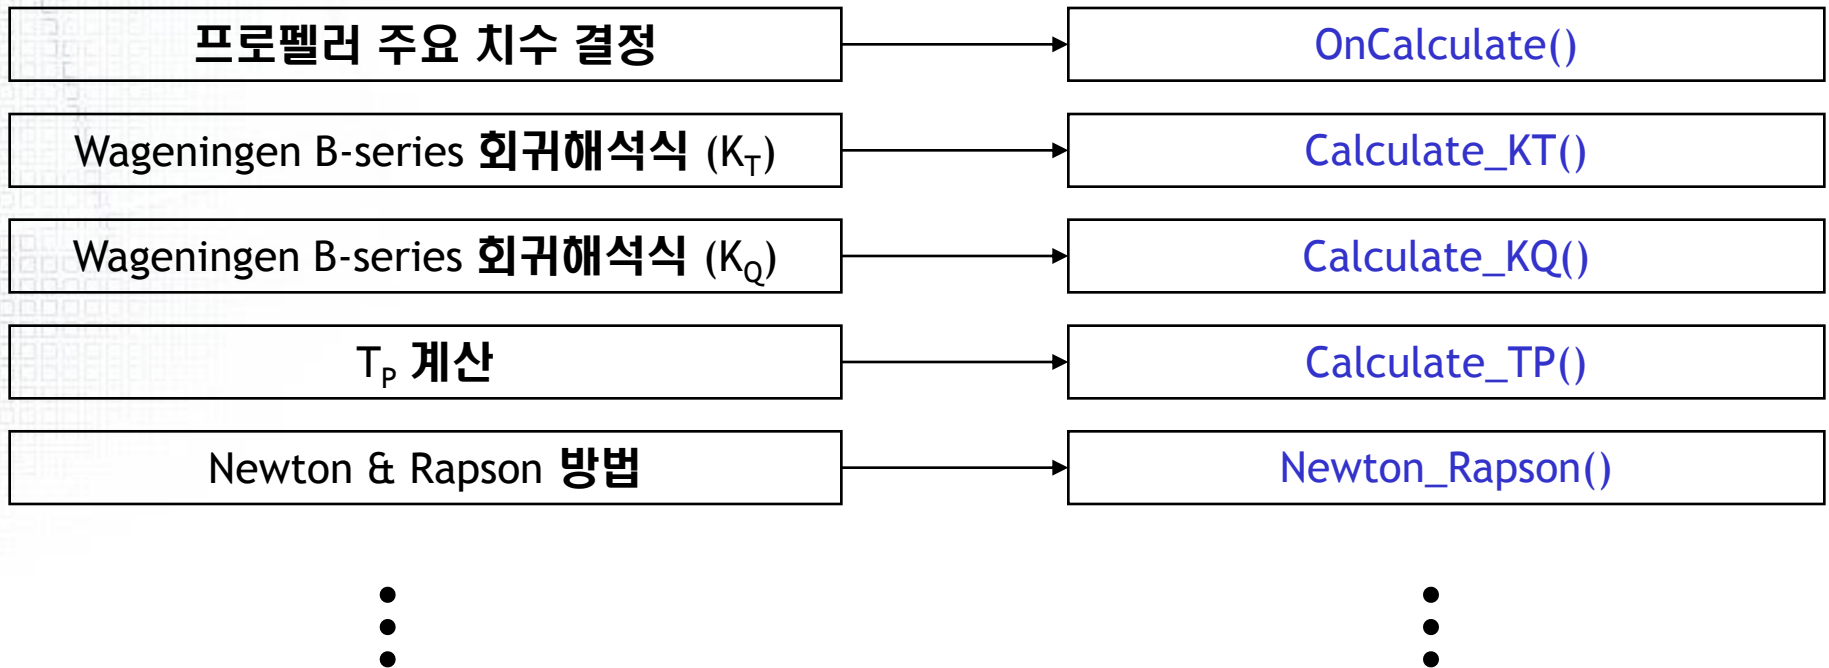 프로펠러 주요 치수 결정
OnCalculate()
Wageningen B-series 회귀해석식 (KT)
Calculate_KT()
Wageningen B-series 회귀해석식 (KQ)
Calculate_KQ()
TP 계산
Calculate_TP()
Newton & Rapson 방법
Newton_Rapson()